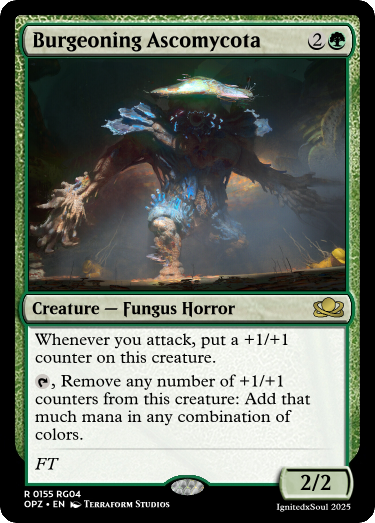 Burgeoning Ascomycota 2
Creature — Fungus Horror
Whenever you attack, put a +1/+1
counter on this creature.
, Remove any number of +1/+1
counters from this creature: Add that
much mana in any combination of
colors.
FT
2/2
R 0155 RG04
OPZ • EN Terraform Studios
IgnitedxSoul 2025